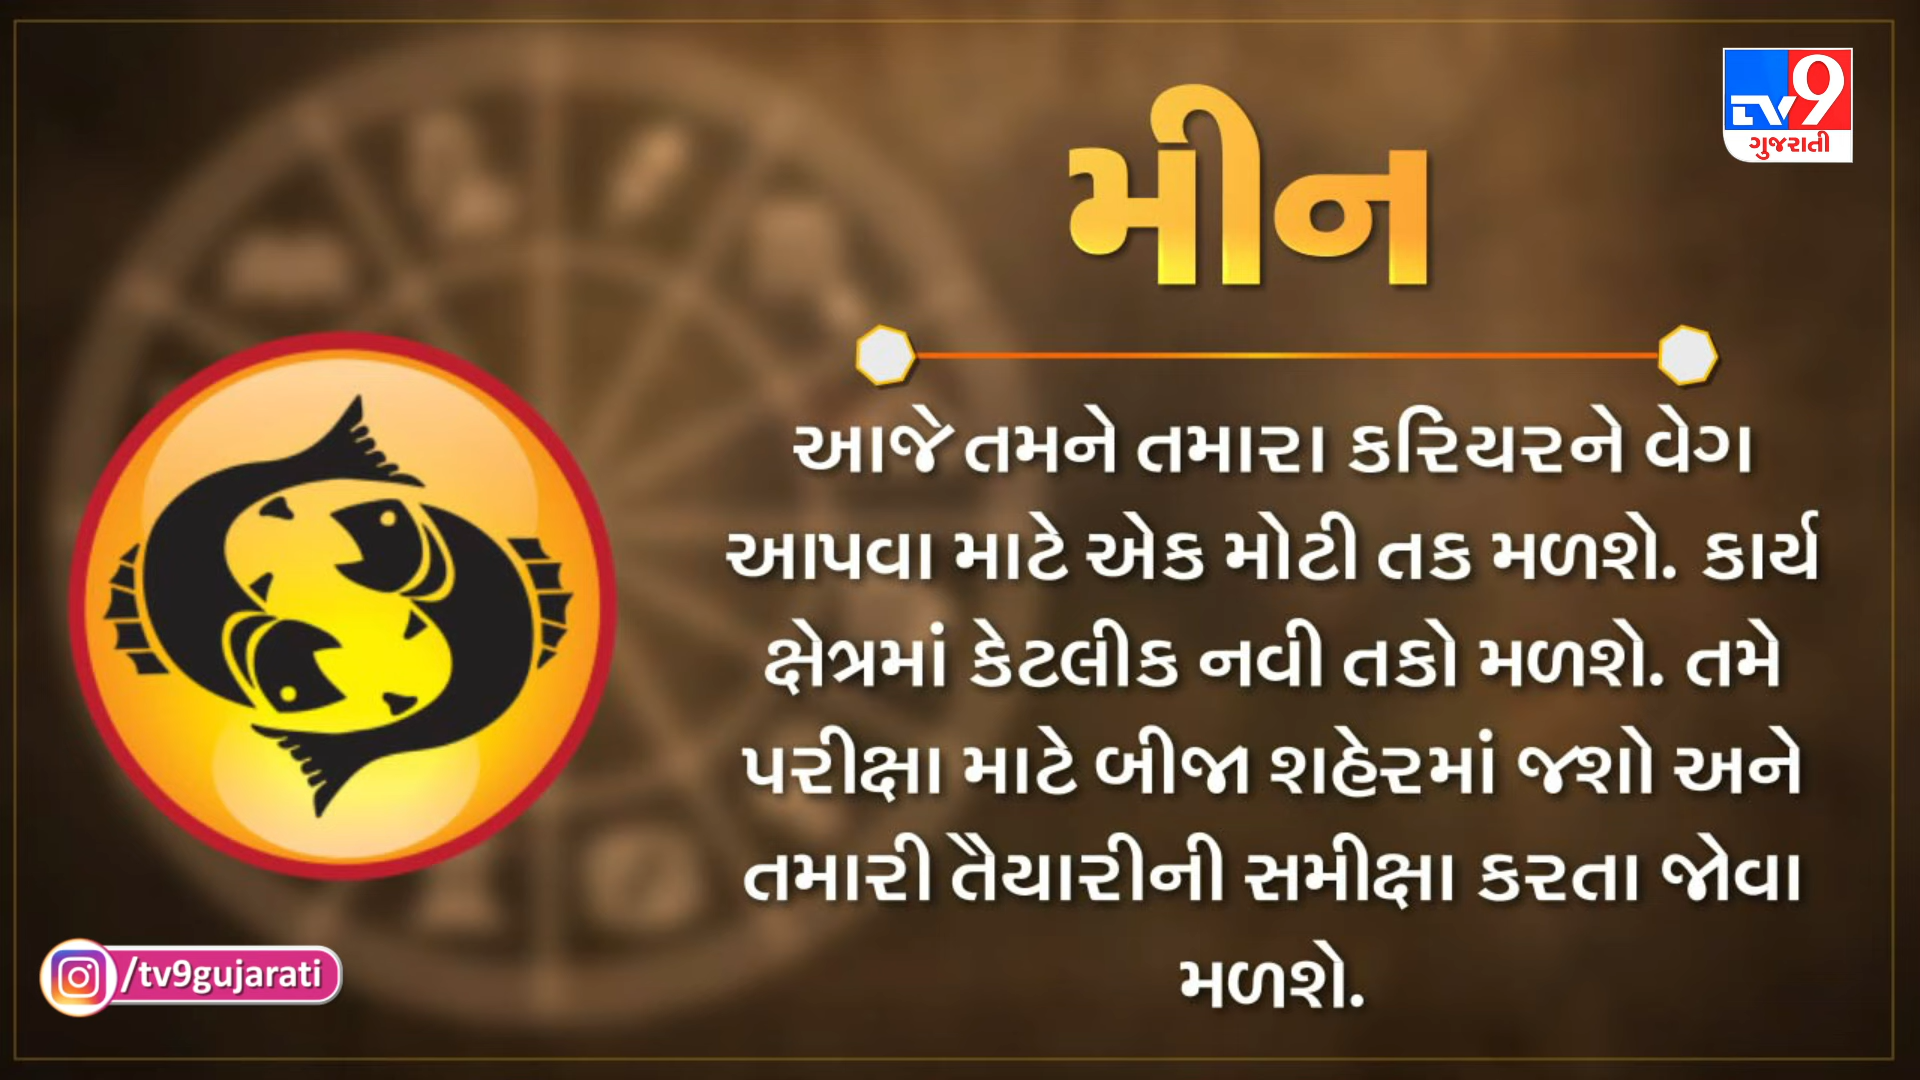 TV9
ગુજરાતી
મીન
આજે તમને તમારા કરિયરને વેગ
આપવા માટે એક મોટી તક મળશે. કાર્ય
ક્ષેત્રમાં કેટલીક નવી તકો મળશે. તમે
પરીક્ષા માટે બીજા શહેરમાં જશો અને
તમારી તૈયારીની સમીક્ષા કરતા જોવા
મળશે.
/tv9gujarati